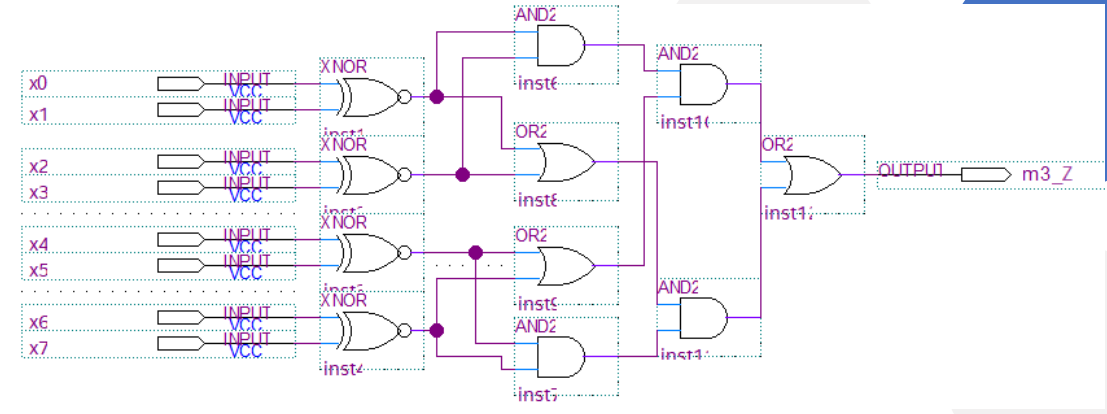 AND2
XNOR
AND2
x0
INPUT
VCC
inst6
x1
INPUT
VCC
inst1
OR2
XNOR
OR2
x2
INPUT
VCC
OUTPUT
m3_Z
x3
INPUT
VCC
inst8
XNOR
OR2
x4
INPUT
VCC
x5
INPUT
VCC
XNOR
inst9
AND2
x6
INPUT
VCC
AND2
x7
INPUT
VCC